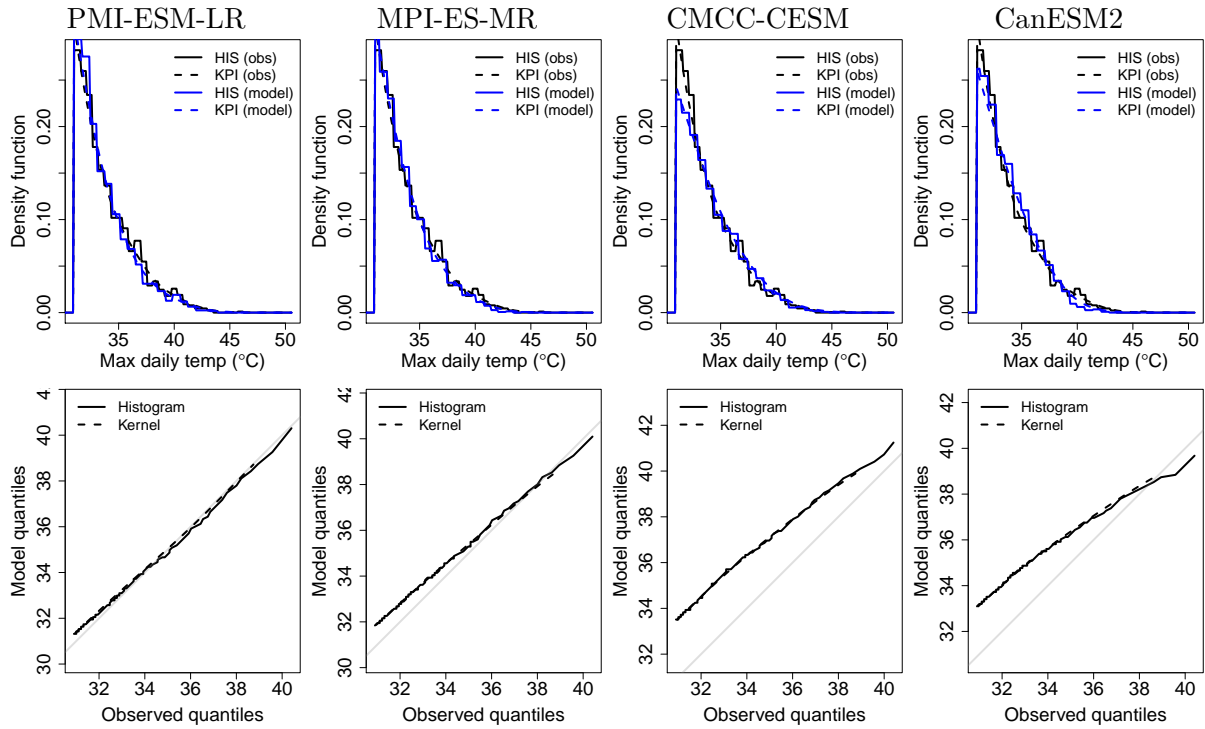 PMI-ESM-LR MPI-ES-MR CMCC-CESM CanESM2
HIS (obs)
KPI (obs)
HIS (model)
KPI (model)
Density function
0.00 0.10 0.20
35 40 45 50
Max daily temp (°C)
HIS (obs)
KPI (obs)
HIS (model)
KPI (model)
Density function
0.00 0.10 0.20
35 40 45 50
Max daily temp (°C)
HIS (obs)
KPI (obs)
HIS (model)
KPI (model)
Density function
0.00 0.10 0.20
35 40 45 50
Max daily temp (°C)
HIS (obs)
KPI (obs)
HIS (model)
KPI (model)
Density function
0.00 0.10 0.20
35 40 45 50
Max daily temp (°C)
Histogram
Kernel
Model quantiles
30 32 34 36 38 40
32 34 36 38 40
Observed quantiles
Histogram
Kernel
Model quantiles
30 32 34 36 38 40 42
32 34 36 38 40
Observed quantiles
Histogram
Kernel
Model quantiles
32 34 36 38 40 42
32 34 36 38 40
Observed quantiles
Histogram
Kernel
Model quantiles
32 34 36 38 40 42
32 34 36 38 40
Observed quantiles